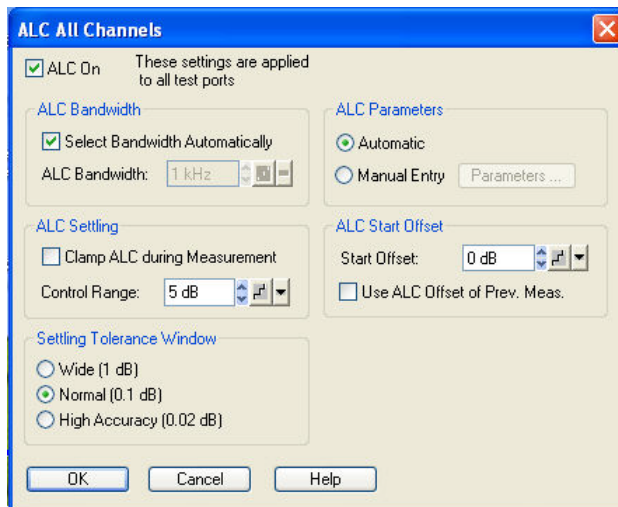 ALC All Channels
ALC On
These settings are applied
to all test ports
ALC Bandwidth
Select Bandwidth Automatically
ALC Bandwidth: 1 kHz
ALC Parameters
Automatic
Manual Entry Parameters ...
ALC Settling
Clamp ALC during Measurement
Control Range: 5 dB
ALC Start Offset
Start Offset: 0 dB
Use ALC Offset of Prev. Meas.
Settling Tolerance Window
Wide (1 dB)
Normal (0.1 dB)
High Accuracy (0.02 dB)
OK Cancel Help